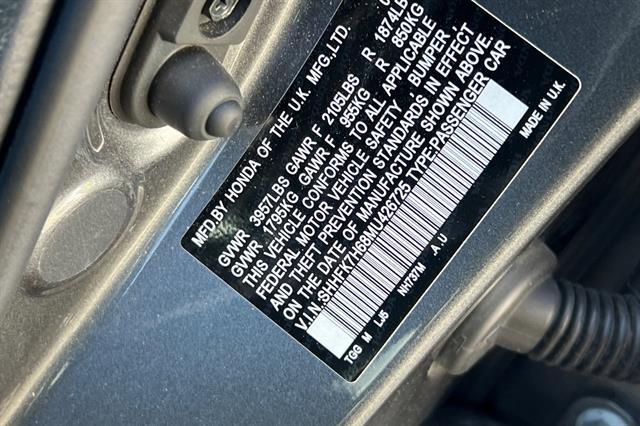 MFD.BY HONDA OF THE U.K. MFG.,LTD.
GVWR 3957LBS GAWR F 2105LBS R 1874LBS
GVWR 1795KG GAWR F 955KG R 850KG
THIS VEHICLE CONFORMS TO ALL APPLICABLE
FEDERAL MOTOR VEHICLE SAFETY BUMPER
AND THEFT PREVENTION STANDARDS IN EFFECT
ON THE DATE OF MANUFACTURE SHOWN ABOVE.
V.I.N.:SHHFK7H68MU426725 TYPE:PASSENGER CAR
TGG M LJ5 NH737M A J
MADE IN U.K.